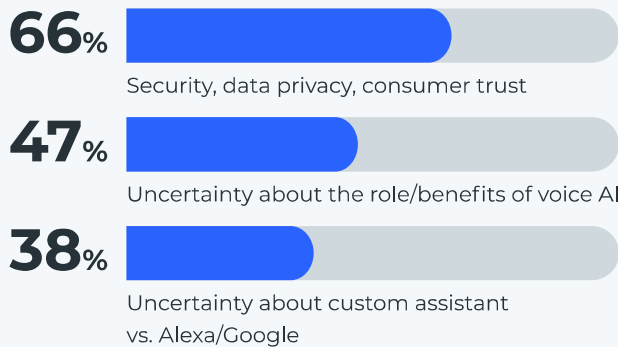 66%
Security, data privacy, consumer trust
47%
Uncertainty about the role/benefits of voice AI
38%
Uncertainty about custom assistant
vs. Alexa/Google